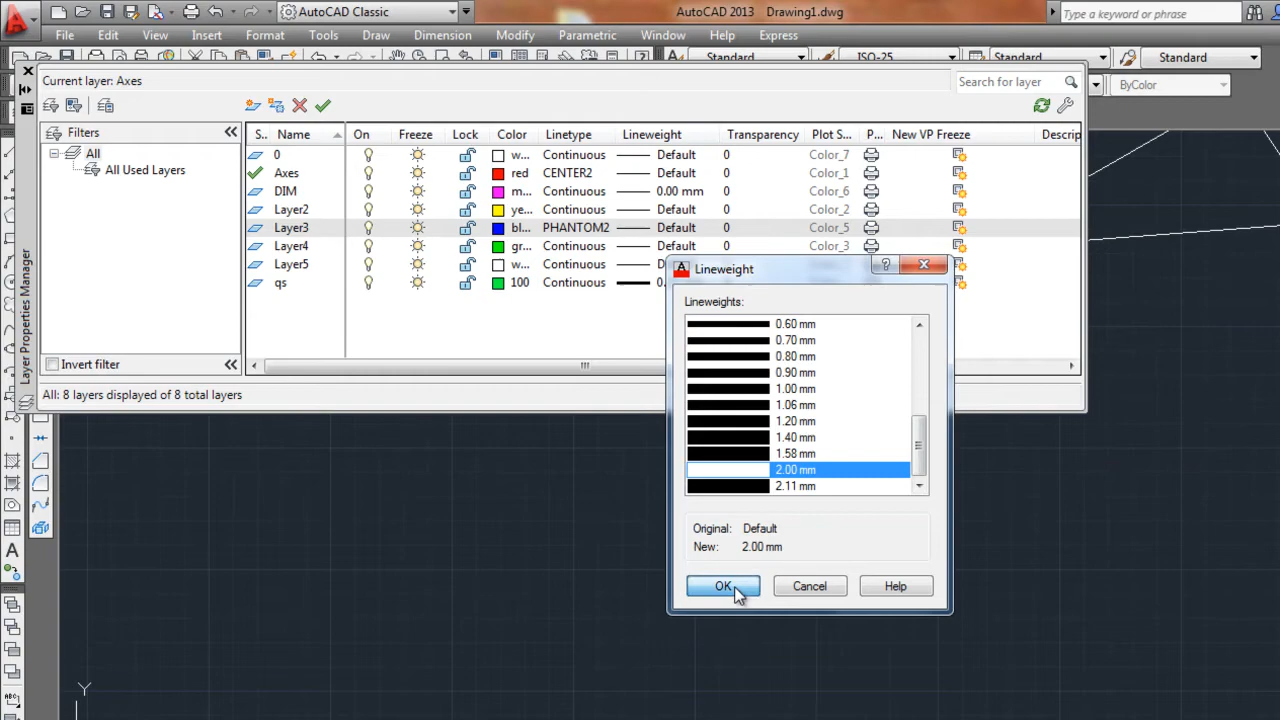 AutoCAD Classic
AutoCAD 2013 Drawing1.dwg
Type a keyword or phrase
File Edit View Insert Format Tools Draw Dimension Modify Parametric Window Help Express
Standard ISO-25 Standard Standard
ByColor
Current layer: Axes
Search for layer
Filters
All
All Used Layers
Invert filter
S.. Name On Freeze Lock Color Linetype Lineweight Transparency Plot S... P... New VP Freeze Descrip
0 w... Continuous Default 0 Color_7
Axes red CENTER2 Default 0 Color_1
DIM m... Continuous 0.00 mm 0 Color_6
Layer2 ye... Continuous Default 0 Color_2
Layer3 bl... PHANTOM2 Default 0 Color_5
Layer4 gr... Continuous Default 0 Color_3
Layer5 w... Continuous D
qs 100 Continuous 0.
All: 8 layers displayed of 8 total layers
Layer Properties Manager
Lineweight
Lineweights:
0.60 mm
0.70 mm
0.80 mm
0.90 mm
1.00 mm
1.06 mm
1.20 mm
1.40 mm
1.58 mm
2.00 mm
2.11 mm
Original: Default
New: 2.00 mm
OK Cancel Help
A
ABC
Y